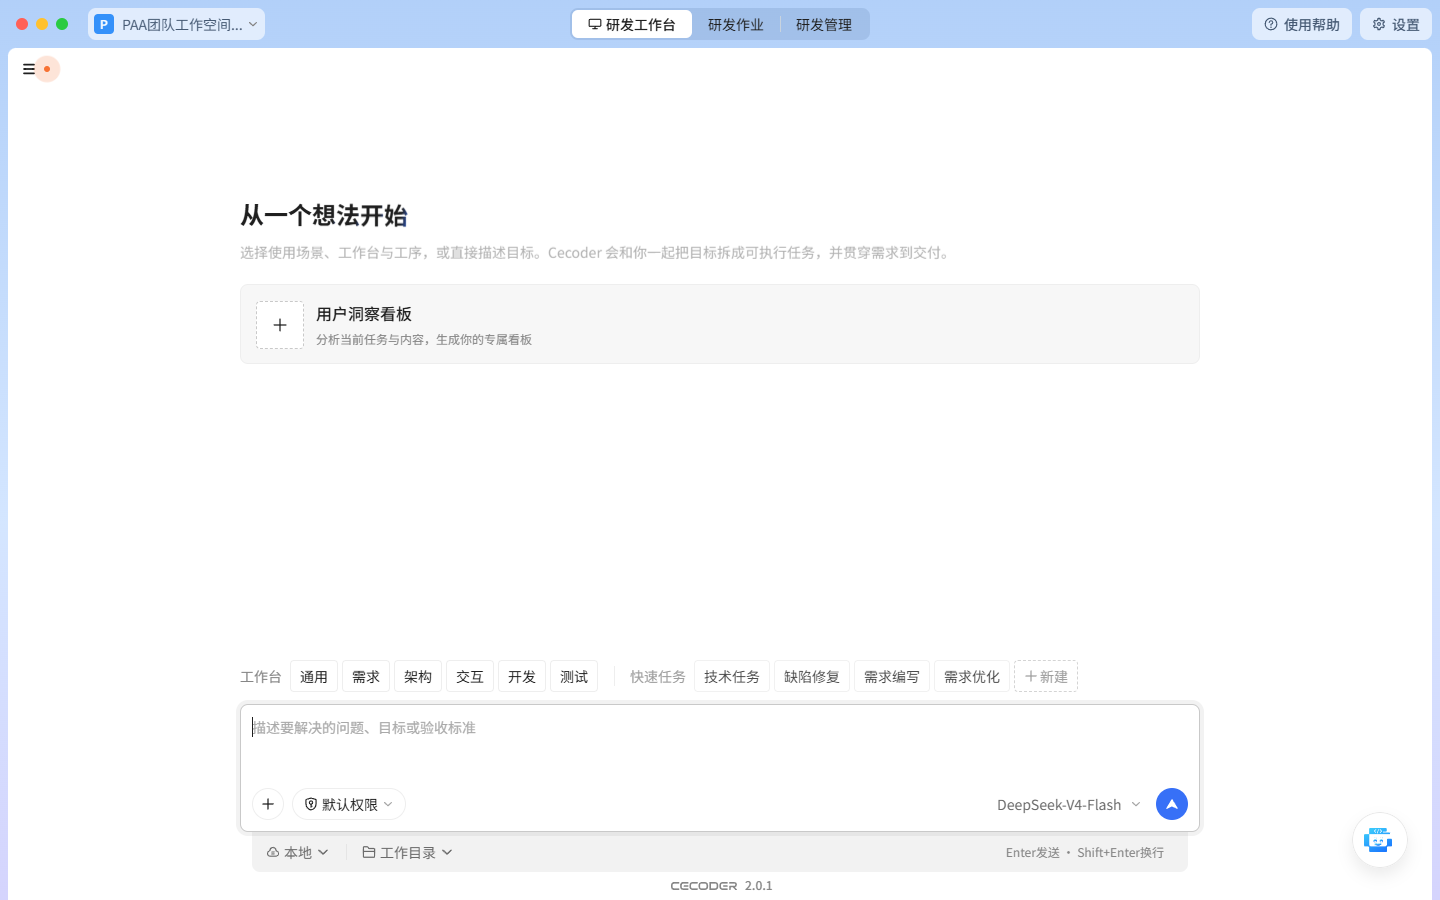 P PAA团队工作空间... 研发工作台 研发作业 研发管理 使用帮助 设置
从一个想法开始
选择使用场景、工作台与工序，或直接描述目标。Cecoder 会和你一起把目标拆成可执行任务，并贯穿需求到交付。
用户洞察看板
分析当前任务与内容，生成你的专属看板
工作台 通用 需求 架构 交互 开发 测试 快速任务 技术任务 缺陷修复 需求编写 需求优化 新建
描述要解决的问题、目标或验收标准
默认权限 DeepSeek-V4-Flash
本地 工作目录 Enter发送 · Shift+Enter换行
CECODER 2.0.1